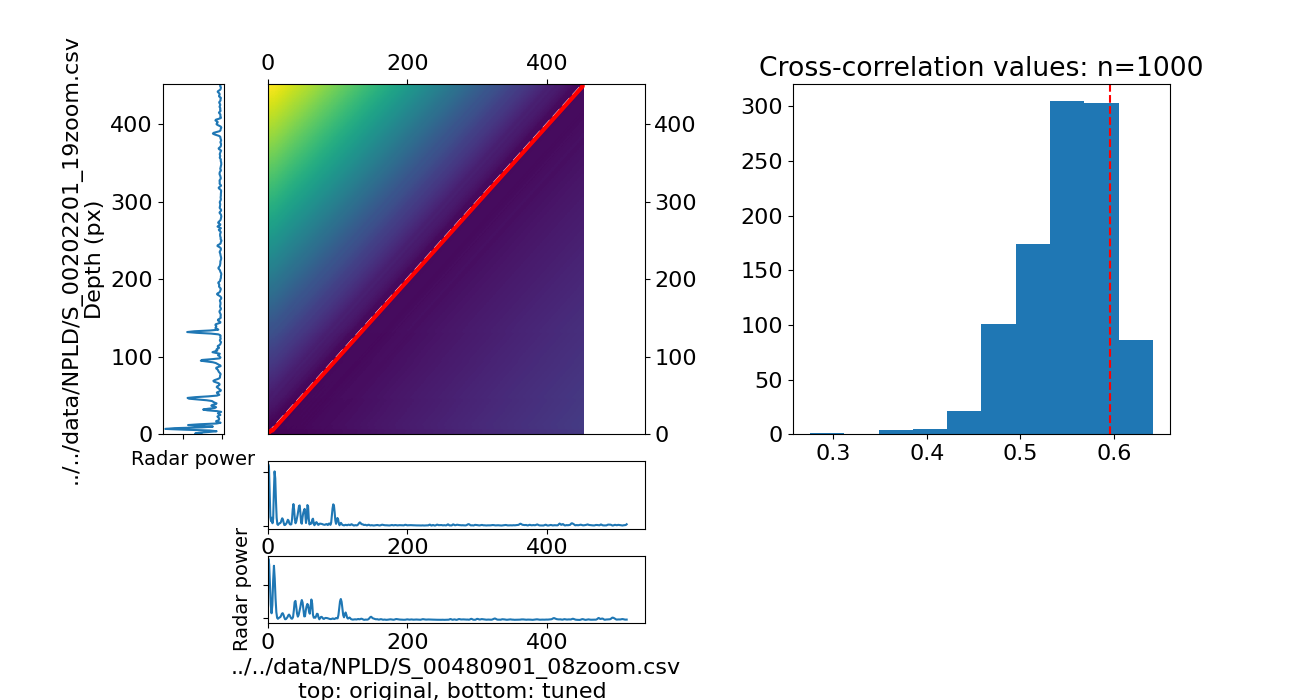 0 200 400
Cross-correlation values: n=1000
../../data/NPLD/S_00202201_19zoom.csv
Depth (px)
400
300
200
100
0
Radar power
400
300
200
100
0
300
250
200
150
100
50
0
0.3 0.4 0.5 0.6
0 200 400
Radar power
0 200 400
../../data/NPLD/S_00480901_08zoom.csv
top: original, bottom: tuned